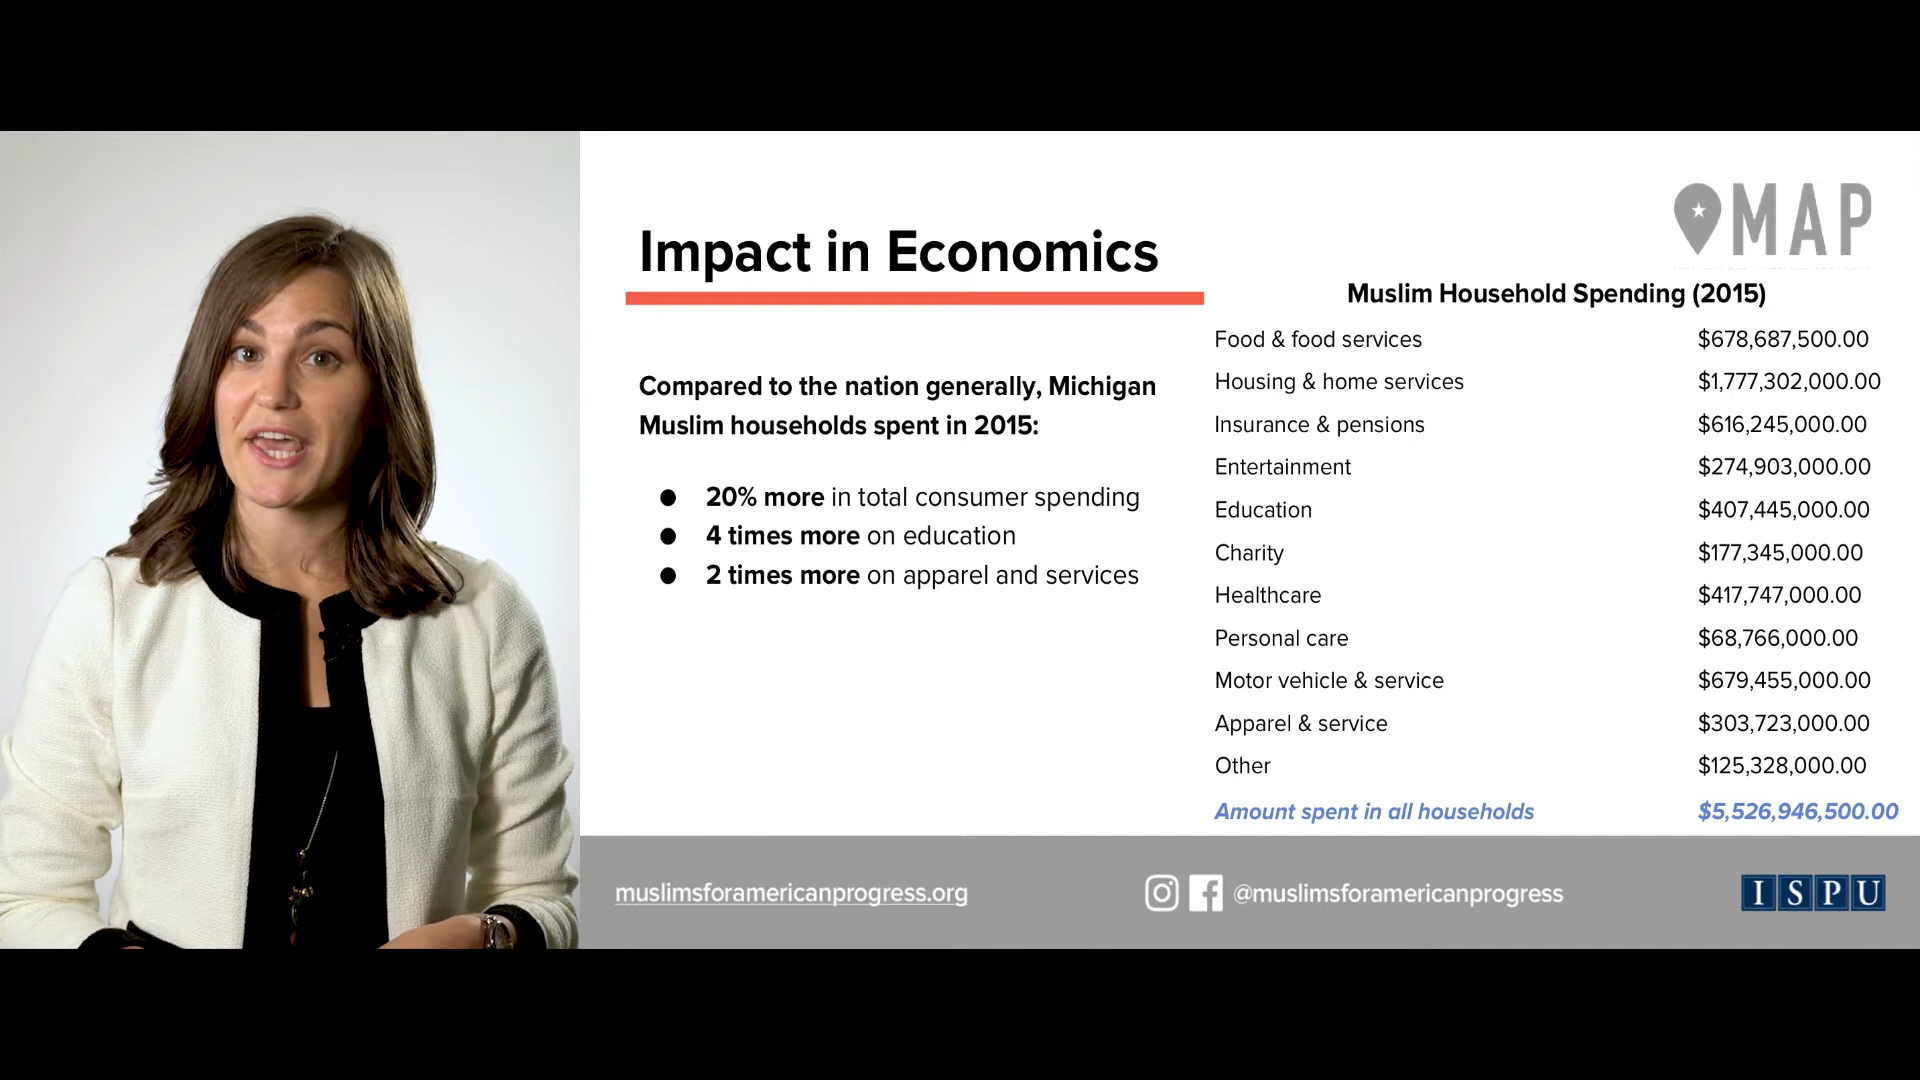 MAP
Impact in Economics
Compared to the nation generally, Michigan
Muslim households spent in 2015:
● 20% more in total consumer spending
● 4 times more on education
● 2 times more on apparel and services
Muslim Household Spending (2015)
Food & food services $678,687,500.00
Housing & home services $1,777,302,000.00
Insurance & pensions $616,245,000.00
Entertainment $274,903,000.00
Education $407,445,000.00
Charity $177,345,000.00
Healthcare $417,747,000.00
Personal care $68,766,000.00
Motor vehicle & service $679,455,000.00
Apparel & service $303,723,000.00
Other $125,328,000.00
Amount spent in all households $5,526,946,500.00
muslimsforamericanprogress.org @muslimsforamericanprogress ISPU